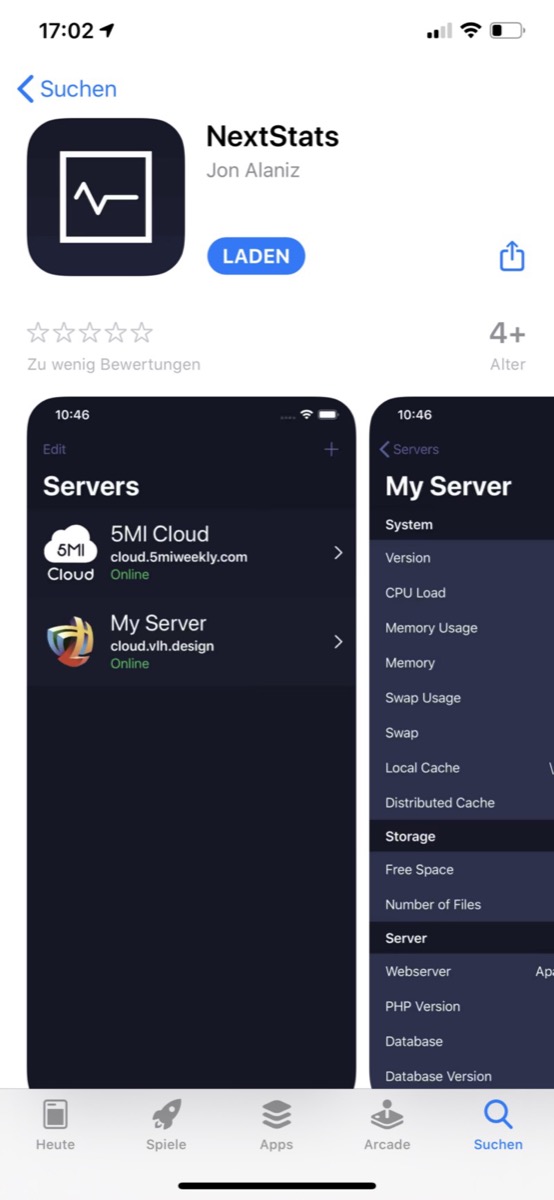 17:02
Suchen
NextStats
Jon Alaniz
LADEN
Zu wenig Bewertungen
4+
Alter
10:46
Edit
+
Servers
5MI
Cloud
5MI Cloud
cloud.5miweekly.com
Online
My Server
cloud.vlh.design
Online
10:46
Servers
My Server
System
Version
CPU Load
Memory Usage
Memory
Swap Usage
Swap
Local Cache
\
Distributed Cache
Storage
Free Space
Number of Files
Server
Webserver Apa
PHP Version
Database
Database Version
Heute
Spiele
Apps
Arcade
Suchen